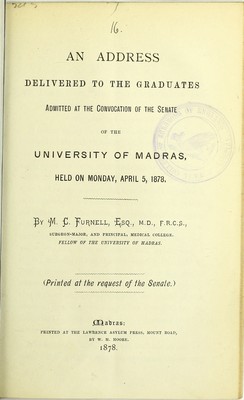 16.
AN ADDRESS
DELIVERED TO THE GRADUATES
ADMITTED AT THE CONVOCATION OF THE SENATE
OF THE
UNIVERSITY OF MADRAS,
HELD ON MONDAY, APRIL 5, 1878.
BY M. C. FURNELL, ESQ., M.D., F.R.C.S.,
SURGEON-MAJOR, AND PRINCIPAL, MEDICAL COLLEGE,
FELLOW OF THE UNIVERSITY OF MADRAS.
(Printed at the request of the Senate.)
Madras:
PRINTED AT THE LAWRENCE ASYLUM PRESS, MOUNT ROAD,
BY W. H. MOORE.
1878.